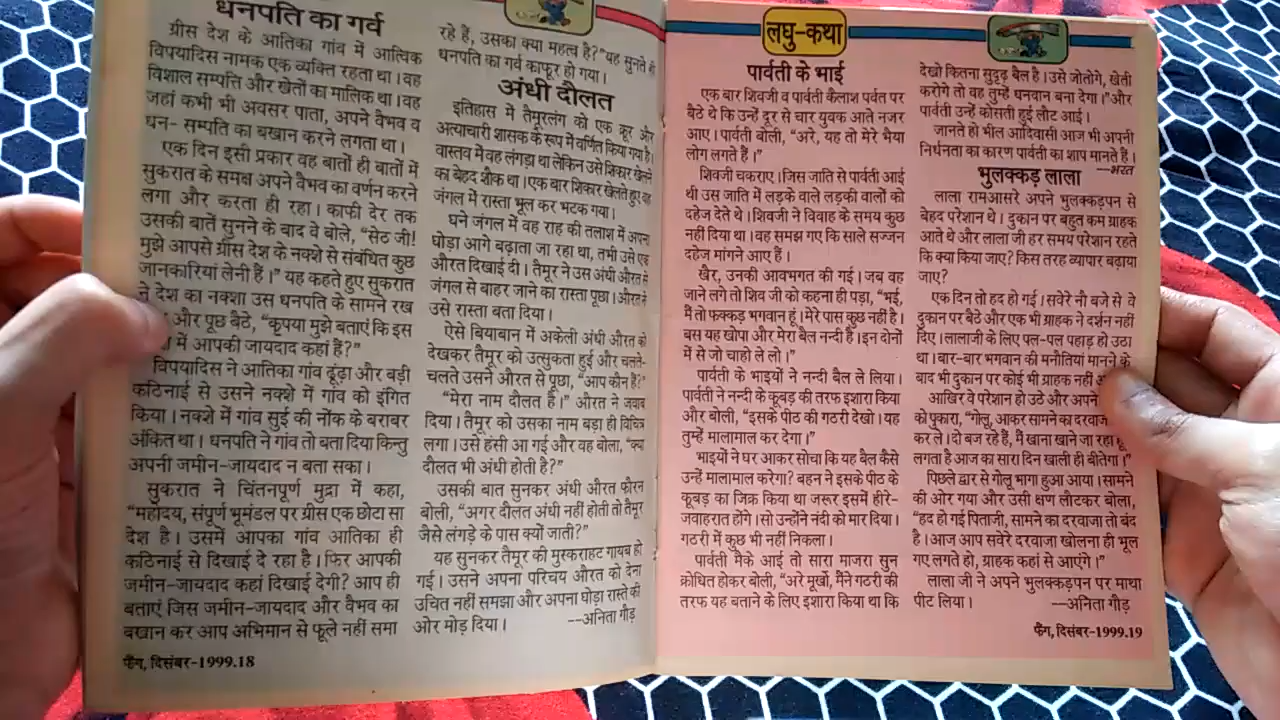 धनपति का गर्व
ग्रीस देश के आतिका गांव में आत्विक
विपयादिस नामक एक व्यक्ति रहता था। वह
विशाल सम्पत्ति और खेतों का मालिक था। वह
जहां कभी भी अवसर पाता, अपने वैभव व
धन- सम्पति का बखान करने लगता था।
एक दिन इसी प्रकार वह बातों ही बातों में
सुकरात के समक्ष अपने वैभव का वर्णन करने
लगा और करता ही रहा। काफी देर तक
उसकी बातें सुनने के बाद वे बोले, “सेठ जी!
मुझे आपसे ग्रीस देश के नक्शे से संबंधित कुछ
जानकारियां लेनी हैं।” यह कहते हुए सुकरात
ने देश का नक्शा उस धनपति के सामने रख
और पूछ बैठे, “कृपया मुझे बताएं कि इस
में आपकी जायदाद कहां है?”
विपयादिस ने आतिका गांव ढूंढ़ा और बड़ी
कठिनाई से उसने नक्शे में गांव को इंगित
किया। नक्शे में गांव सुई की नोंक के बराबर
अंकित था। धनपति ने गांव तो बता दिया किन्तु
अपनी जमीन-जायदाद न बता सका।
सुकरात ने चिंतनपूर्ण मुद्रा में कहा,
“महोदय, संपूर्ण भूमंडल पर ग्रीस एक छोटा सा
देश है। उसमें आपका गांव आतिका ही
कठिनाई से दिखाई दे रहा है। फिर आपकी
जमीन-जायदाद कहां दिखाई देगी? आप ही
बताएं जिस जमीन-जायदाद और वैभव का
बखान कर आप अभिमान से फूले नहीं समा
रहे हैं, उसका क्या महत्व है?” यह सुनते ही
धनपति का गर्व काफूर हो गया।
अंधी दौलत
इतिहास में तैमूरलंग को एक क्रूर और
अत्याचारी शासक के रूप में वर्णित किया गया है।
वास्तव में वह लंगड़ा था लेकिन उसे शिकार खेलने
का बेहद शौक था। एक बार शिकार खेलते हुए वह
जंगल में रास्ता भूल कर भटक गया।
घने जंगल में वह राह की तलाश में अपना
घोड़ा आगे बढ़ाता जा रहा था, तभी उसे एक
औरत दिखाई दी। तैमूर ने उस अंधी औरत से
जंगल से बाहर जाने का रास्ता पूछा। औरत ने
उसे रास्ता बता दिया।
ऐसे बियाबान में अकेली अंधी औरत को
देखकर तैमूर को उत्सुकता हुई और चलते-
चलते उसने औरत से पूछा, “आप कौन हैं?”
“मेरा नाम दौलत है।” औरत ने जवाब
दिया। तैमूर को उसका नाम बड़ा ही विचित्र
लगा। उसे हंसी आ गई और वह बोला, “क्या
दौलत भी अंधी होती है?”
उसकी बात सुनकर अंधी औरत फौरन
बोली, “अगर दौलत अंधी नहीं होती तो तैमूर
जैसे लंगड़े के पास क्यों जाती?”
यह सुनकर तैमूर की मुस्कराहट गायब हो
गई। उसने अपना परिचय औरत को देना
उचित नहीं समझा और अपना घोड़ा रास्ते की
ओर मोड़ दिया।
--अनिता गौड़
फैंग, दिसंबर-1999.18
लघु-कथा
पार्वती के भाई
एक बार शिवजी व पार्वती कैलाश पर्वत पर
बैठे थे कि उन्हें दूर से चार युवक आते नजर
आए। पार्वती बोली, “अरे, यह तो मेरे भैया
लोग लगते हैं।”
शिवजी चकराए। जिस जाति से पार्वती आई
थी उस जाति में लड़के वाले लड़की वालों को
दहेज देते थे। शिवजी ने विवाह के समय कुछ
नहीं दिया था। वह समझ गए कि साले सज्जन
दहेज मांगने आए हैं।
खैर, उनकी आवभगत की गई। जब वह
जाने लगे तो शिव जी को कहना ही पड़ा, “भई,
मैं तो फक्कड़ भगवान हूं। मेरे पास कुछ नहीं है।
बस यह खोपा और मेरा बैल नन्दी है। इन दोनों
में से जो चाहो ले लो।”
पार्वती के भाइयों ने नन्दी बैल ले लिया।
पार्वती ने नन्दी के कूबड़ की तरफ इशारा किया
और बोली, “इसके पीठ की गठरी देखो। यह
तुम्हें मालामाल कर देगा।”
भाइयों ने घर आकर सोचा कि यह बैल कैसे
उन्हें मालामाल करेगा? बहन ने इसके पीठ के
कूबड़ का जिक्र किया था जरूर इसमें हीरे-
जवाहरात होंगे। सो उन्होंने नंदी को मार दिया।
गठरी में कुछ भी नहीं निकला।
पार्वती मैके आई तो सारा माजरा सुन
क्रोधित होकर बोली, “अरे मूर्खो, मैंने गठरी की
तरफ यह बताने के लिए इशारा किया था कि
देखो कितना सुदृढ़ बैल है। उसे जोतोगे, खेती
करोगे तो वह तुम्हें धनवान बना देगा।” और
पार्वती उन्हें कोसती हुई लौट आई।
जानते हो भील आदिवासी आज भी अपनी
निर्धनता का कारण पार्वती का शाप मानते हैं।
—भरत
भुलक्कड़ लाला
लाला रामआसरे अपने भुलक्कड़पन से
बेहद परेशान थे। दुकान पर बहुत कम ग्राहक
आते थे और लाला जी हर समय परेशान रहते
कि क्या किया जाए? किस तरह व्यापार बढ़ाया
जाए?
एक दिन तो हद हो गई। सवेरे नौ बजे से वे
दुकान पर बैठे और एक भी ग्राहक ने दर्शन नहीं
दिए। लालाजी के लिए पल-पल पहाड़ हो उठा
था। बार-बार भगवान की मनौतियां मानने के
बाद भी दुकान पर कोई भी ग्राहक नहीं
आखिर वे परेशान हो उठे और अपने
को पुकारा, “गोलू, आकर सामने का दरवाजा
कर ले। दो बज रहे हैं, मैं खाना खाने जा रहा हूं
लगता है आज का सारा दिन खाली ही बीतेगा।”
पिछले द्वार से गोलू भागा हुआ आया। सामने
की ओर गया और उसी क्षण लौटकर बोला,
“हद हो गई पिताजी, सामने का दरवाजा तो बंद
है। आज आप सवेरे दरवाजा खोलना ही भूल
गए लगते हो, ग्राहक कहां से आएंगे।”
लाला जी ने अपने भुलक्कड़पन पर माथा
पीट लिया।
—अनिता गौड़
फैंग, दिसंबर-1999.19